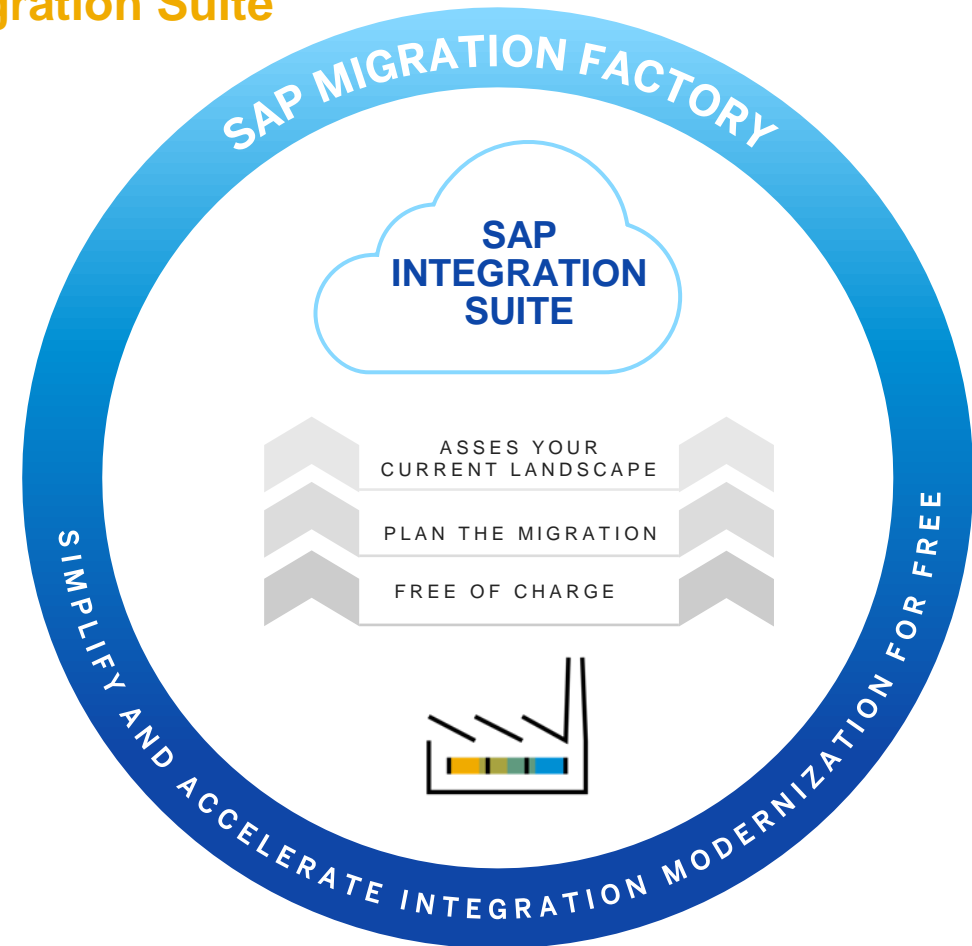 gration Suite
SAP MIGRATION FACTORY
SAP
INTEGRATION
SUITE
ASSES YOUR
CURRENT LANDSCAPE
PLAN THE MIGRATION
FREE OF CHARGE
SIMPLIFY AND ACCELERATE INTEGRATION MODERNIZATION FOR FREE